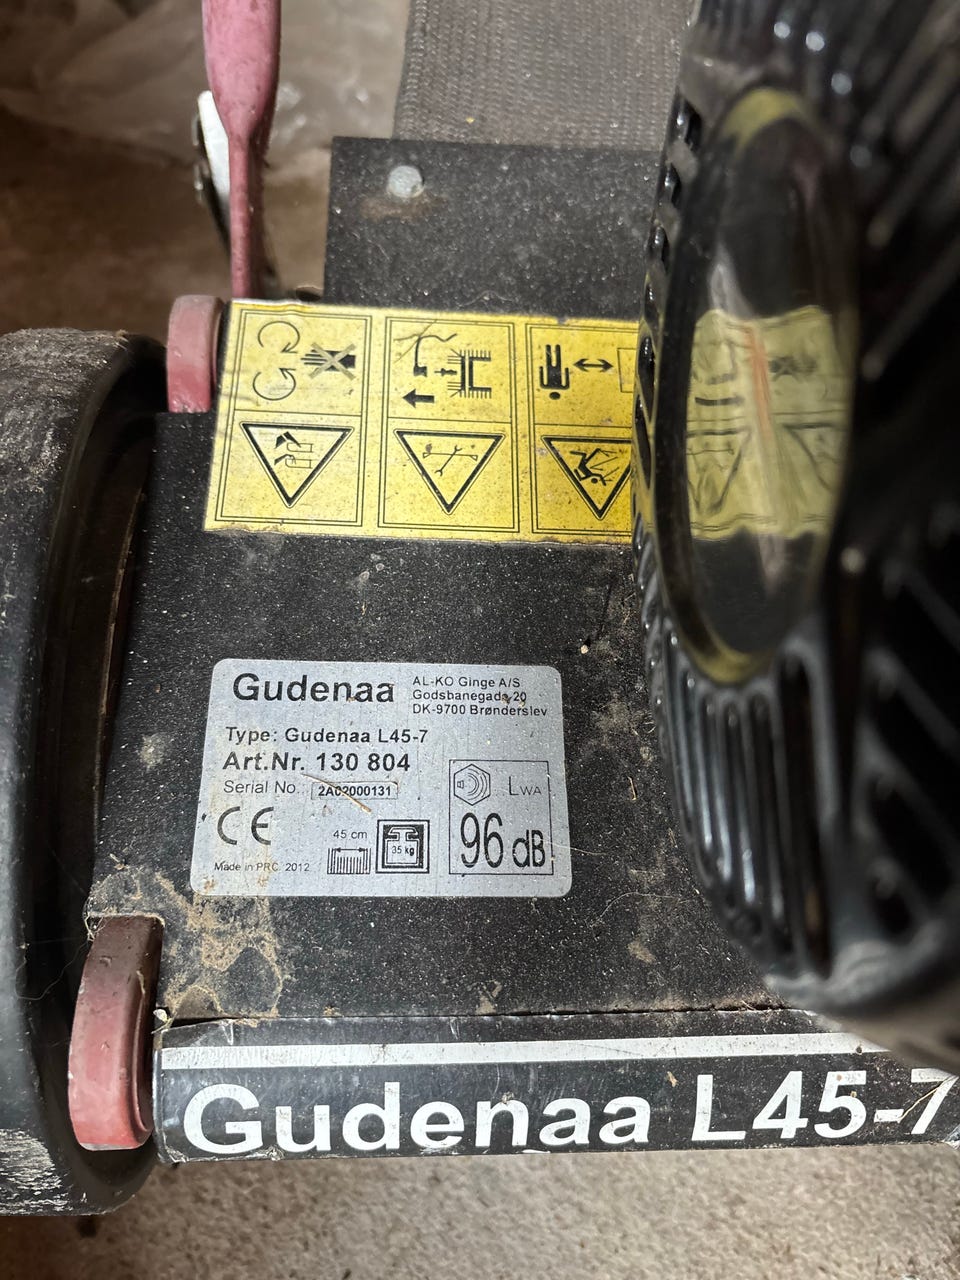 Gudenaa
AL-KO Ginge A/S
Godsbanegade 20
DK-9700 Brønderslev
Type: Gudenaa L45-7
Art.Nr. 130 804
Serial No. 2A02000131
LWA
96 dB
CE
45 cm
35 kg
Made in PRC 2012
Gudenaa L45-7